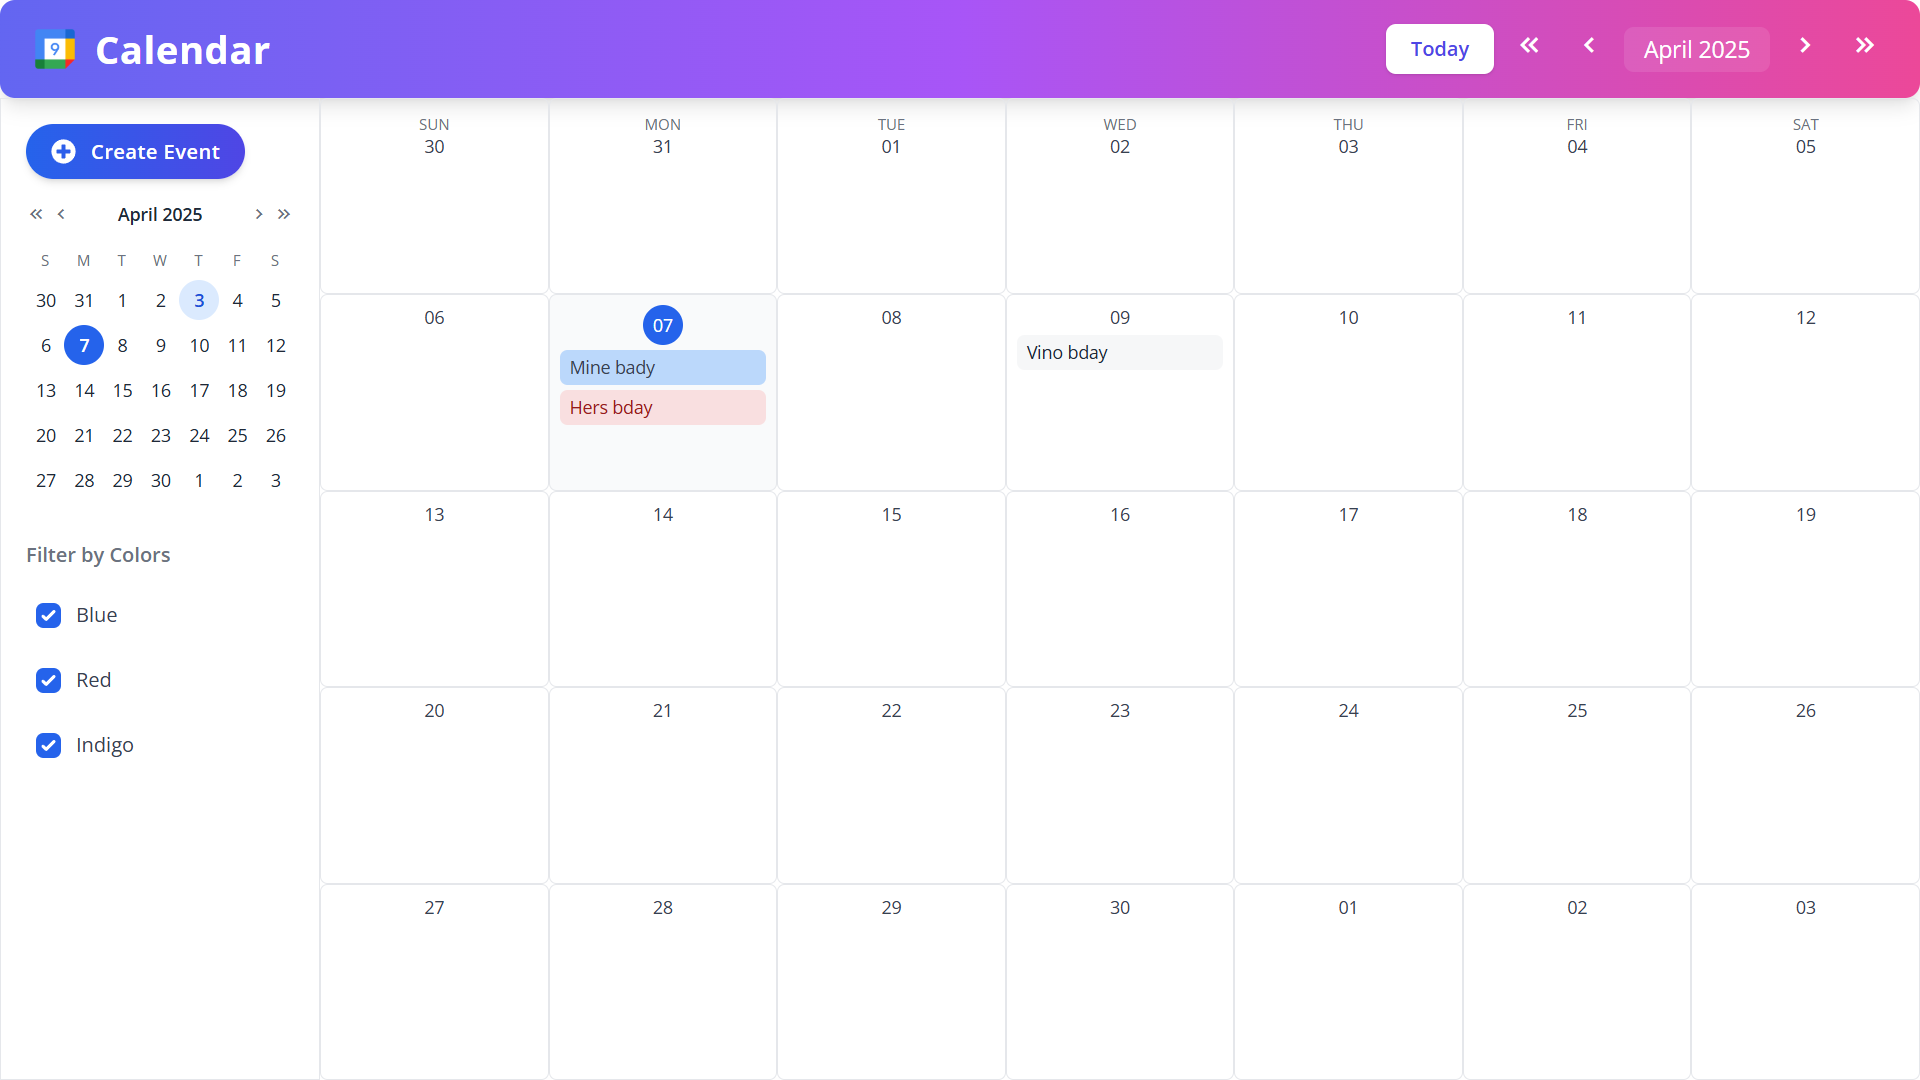 9 Calendar
Today
April 2025
Create Event
April 2025
S M T W T F S
30 31 1 2 3 4 5
6 7 8 9 10 11 12
13 14 15 16 17 18 19
20 21 22 23 24 25 26
27 28 29 30 1 2 3
Filter by Colors
Blue
Red
Indigo
SUN MON TUE WED THU FRI SAT
30 31 01 02 03 04 05
06 07 08 09 10 11 12
Mine bady
Vino bday
Hers bday
13 14 15 16 17 18 19
20 21 22 23 24 25 26
27 28 29 30 01 02 03